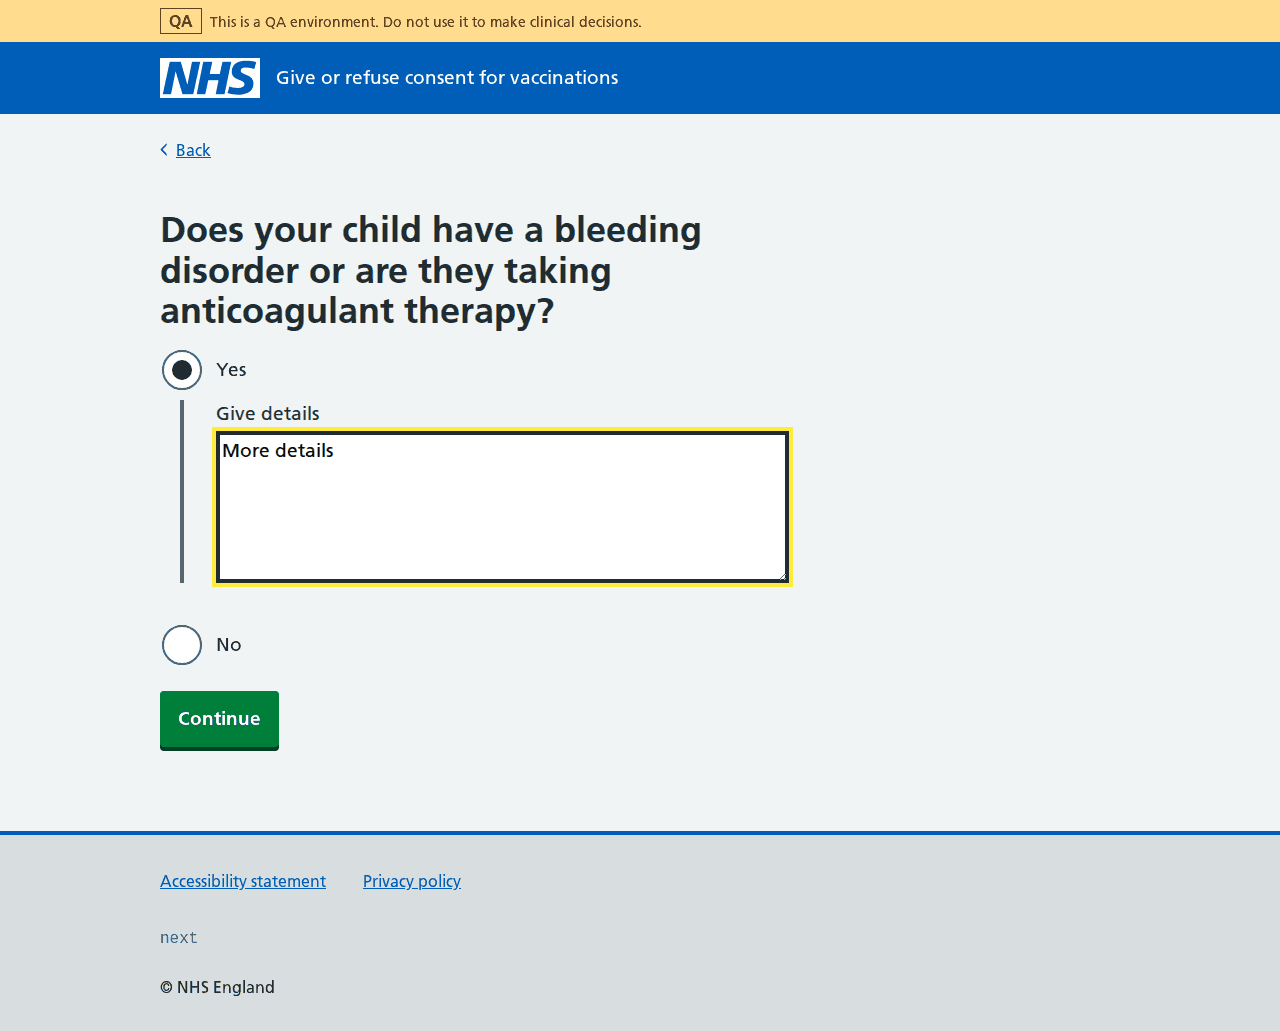 QA This is a QA environment. Do not use it to make clinical decisions.
NHS Give or refuse consent for vaccinations
Back
Does your child have a bleeding
disorder or are they taking
anticoagulant therapy?
Yes
Give details
More details
No
Continue
Accessibility statement Privacy policy
next
© NHS England